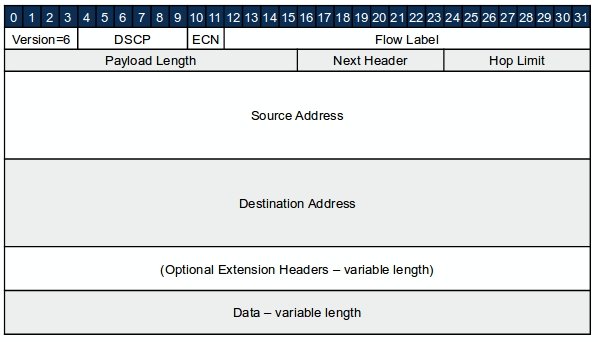 0 1 2 3 4 5 6 7 8 9 10 11 12 13 14 15 16 17 18 19 20 21 22 23 24 25 26 27 28 29 30 31
Version=6 DSCP ECN Flow Label
Payload Length Next Header Hop Limit
Source Address
Destination Address
(Optional Extension Headers – variable length)
Data – variable length